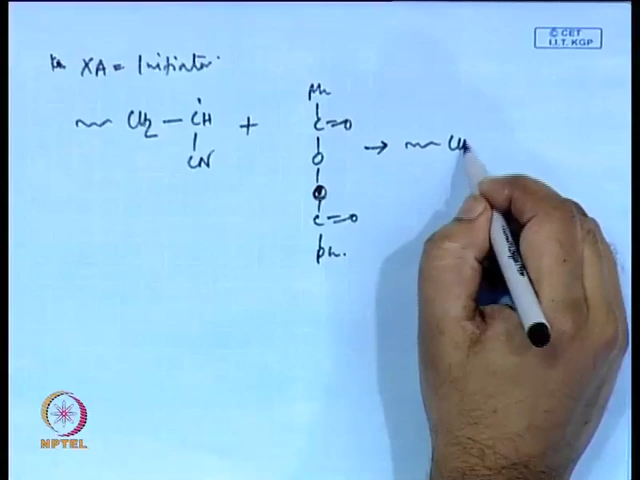 © CET
I.I.T. KGP
XA = Initiator
CH2 — ĊH +
CN
Ph
C=O
O
O
C=O
Ph.
→ CH
NPTEL